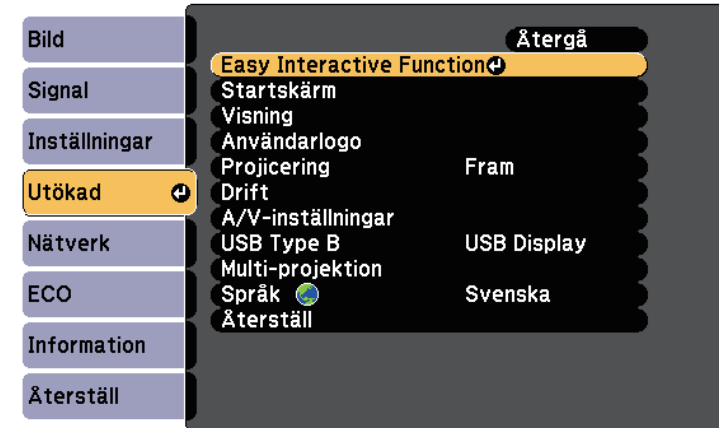 Bild
Signal
Inställningar
Utökad
Nätverk
ECO
Information
Återställ
Återgå
Easy Interactive Function
Startskärm
Visning
Användarlogo
Projicering Fram
Drift
A/V-inställningar
USB Type B USB Display
Multi-projektion
Språk Svenska
Återställ